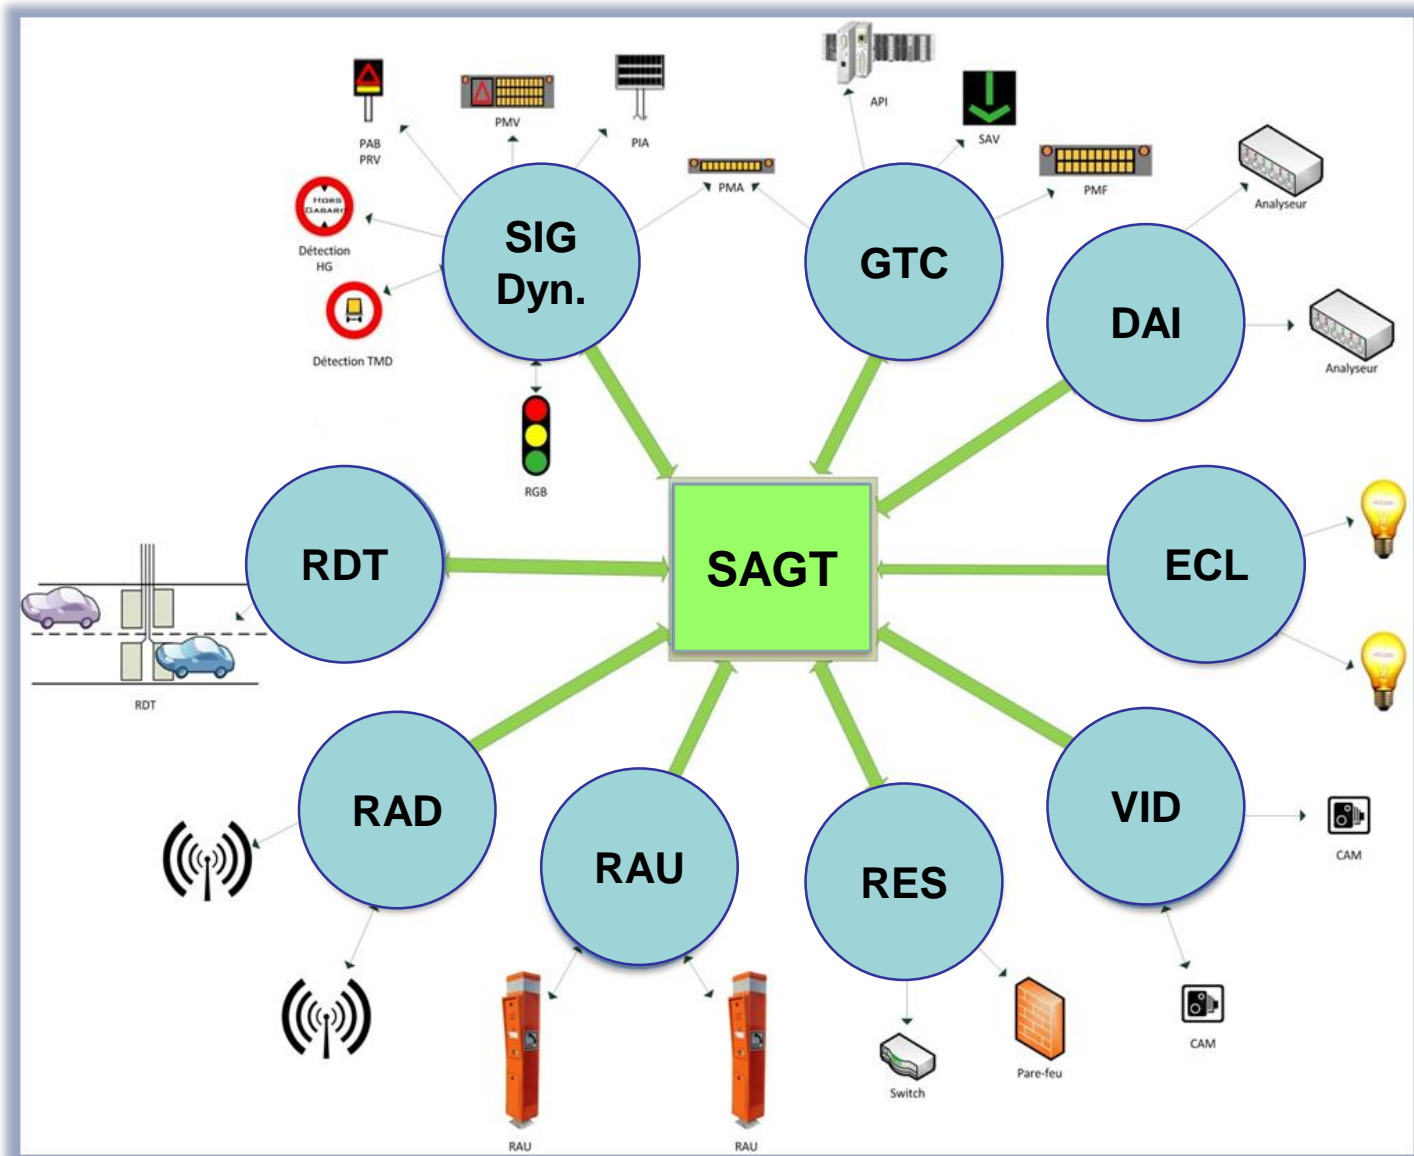 API
PMV
PAB
PRV
PIA
SAV
PMA
PMF
HORS
GABARIT
Analyseur
SIG
Dyn.
GTC
Détection
HG
DAI
Détection TMD
Analyseur
RGB
RDT
SAGT
ECL
RDT
RAD
RAU
RES
VID
CAM
CAM
Switch
Pare-feu
RAU
RAU